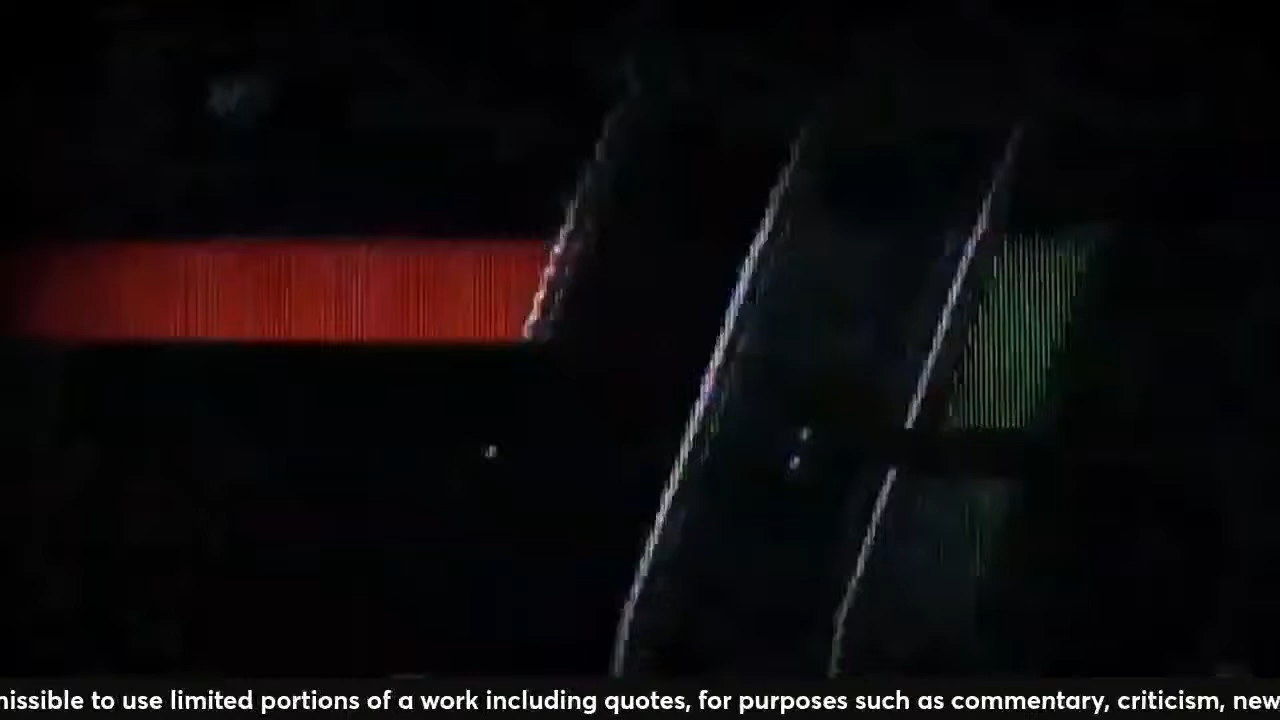 missible to use limited portions of a work including quotes, for purposes such as commentary, criticism, new